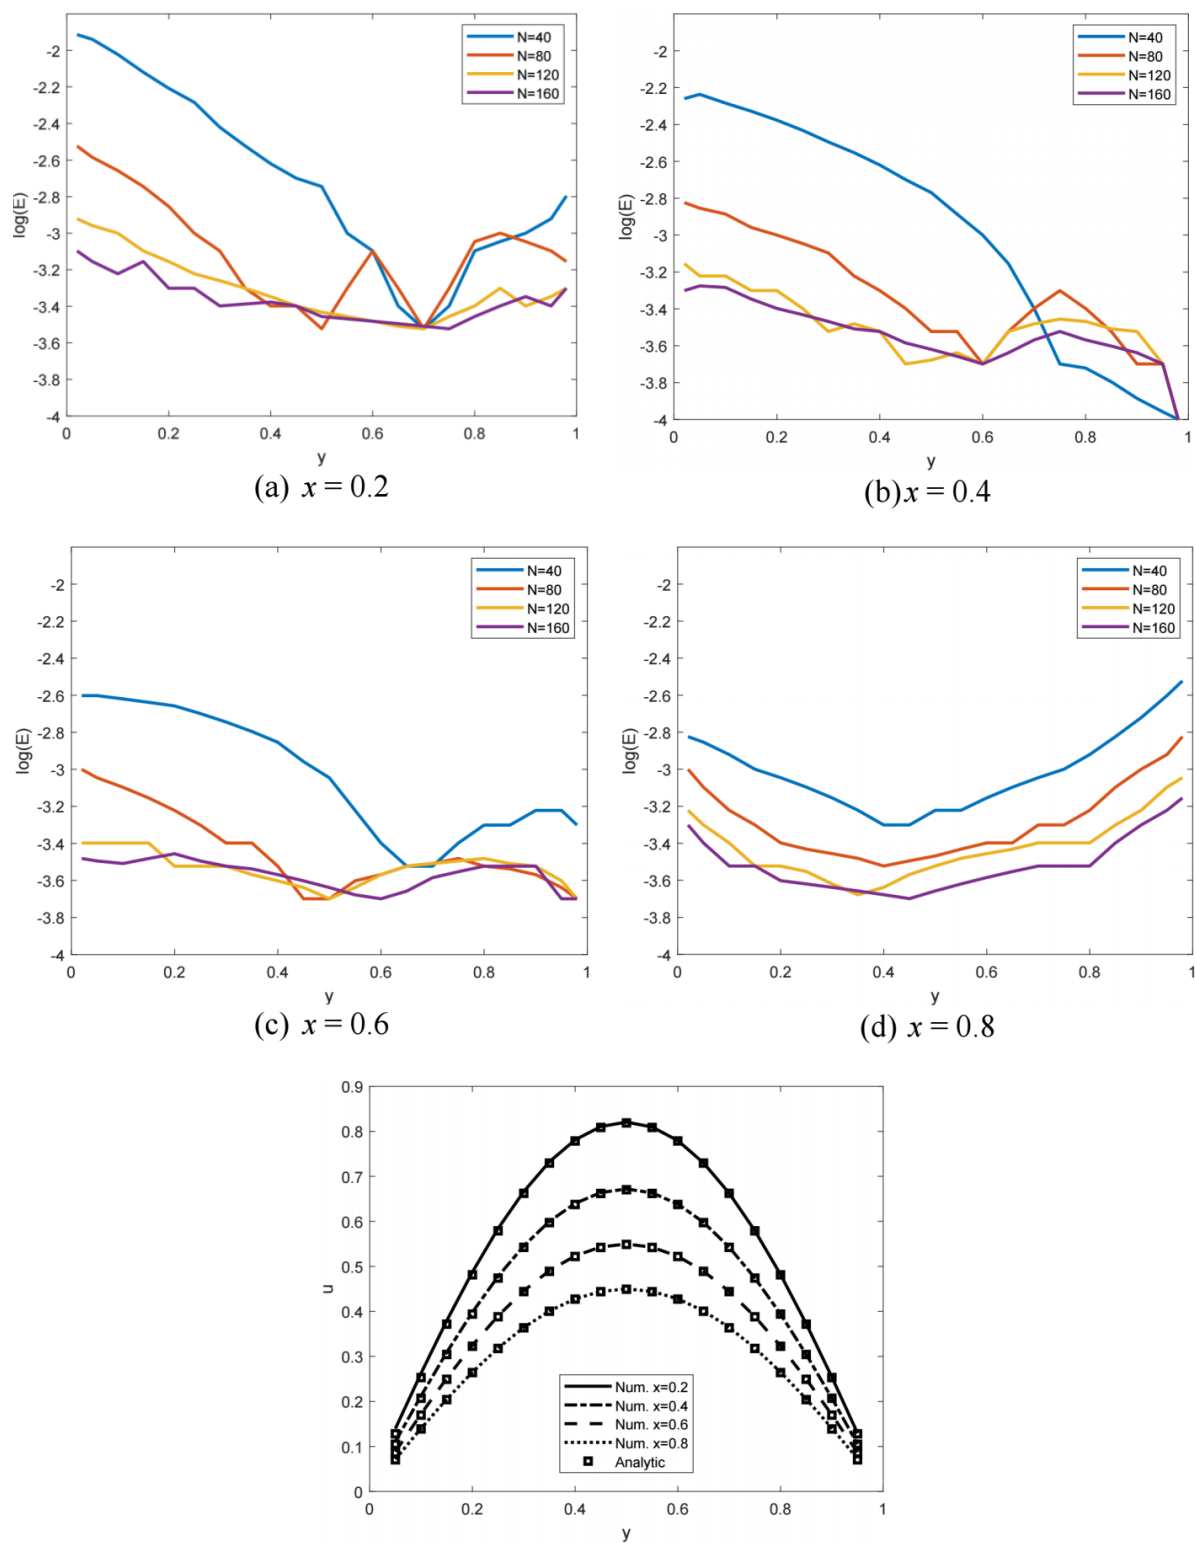 N=40
N=80
N=120
N=160
-2
-2.2
-2.4
-2.6
-2.8
-3
-3.2
-3.4
-3.6
-3.8
-4
log(E)
0 0.2 0.4 0.6 0.8 1
y
(a) x = 0.2
N=40
N=80
N=120
N=160
-2
-2.2
-2.4
-2.6
-2.8
-3
-3.2
-3.4
-3.6
-3.8
-4
log(E)
0 0.2 0.4 0.6 0.8 1
y
(b) x = 0.4
N=40
N=80
N=120
N=160
-2
-2.2
-2.4
-2.6
-2.8
-3
-3.2
-3.4
-3.6
-3.8
-4
log(E)
0 0.2 0.4 0.6 0.8 1
y
(c) x = 0.6
N=40
N=80
N=120
N=160
-2
-2.2
-2.4
-2.6
-2.8
-3
-3.2
-3.4
-3.6
-3.8
-4
log(E)
0 0.2 0.4 0.6 0.8 1
y
(d) x = 0.8
0.9
0.8
0.7
0.6
0.5
0.4
0.3
0.2
0.1
0
u
Num. x=0.2
Num. x=0.4
Num. x=0.6
Num. x=0.8
Analytic
0 0.2 0.4 0.6 0.8 1
y